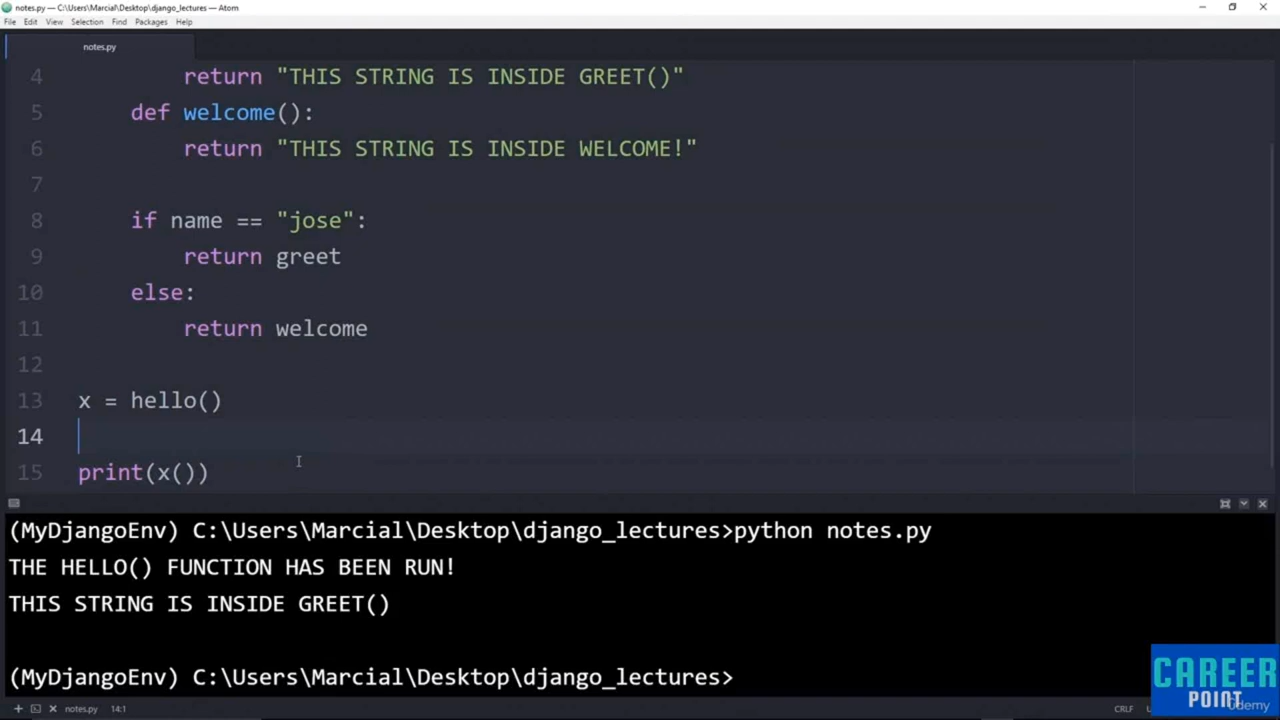 notes.py — C:\Users\Marcial\Desktop\django_lectures — Atom
File Edit View Selection Find Packages Help
notes.py
4 return "THIS STRING IS INSIDE GREET()"
5 def welcome():
6 return "THIS STRING IS INSIDE WELCOME!"
7
8 if name == "jose":
9 return greet
10 else:
11 return welcome
12
13 x = hello()
14
15 print(x())
(MyDjangoEnv) C:\Users\Marcial\Desktop\django_lectures>python notes.py
THE HELLO() FUNCTION HAS BEEN RUN!
THIS STRING IS INSIDE GREET()
(MyDjangoEnv) C:\Users\Marcial\Desktop\django_lectures>
CAREER
POINT
Udemy
notes.py 14:1 CRLF